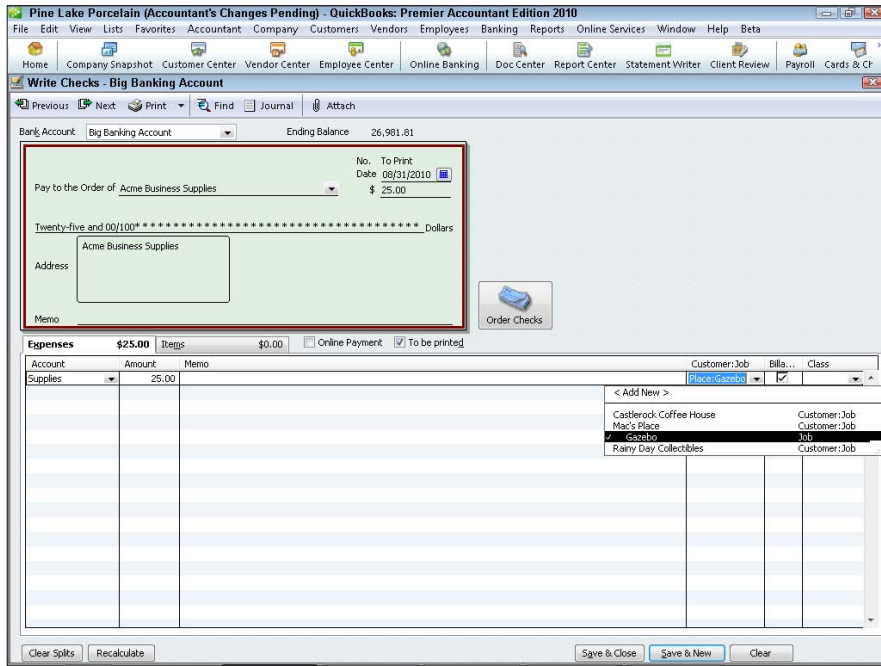 Pine Lake Porcelain (Accountant's Changes Pending) - QuickBooks: Premier Accountant Edition 2010
File Edit View Lists Favorites Accountant Company Customers Vendors Employees Banking Reports Online Services Window Help Beta
Home Company Snapshot Customer Center Vendor Center Employee Center Online Banking Doc Center Report Center Statement Writer Client Review Payroll Cards & Ch
Write Checks - Big Banking Account
Previous Next Print Find Journal Attach
Bank Account Big Banking Account Ending Balance 26,981.81
No. To Print
Date 08/31/2010
Pay to the Order of Acme Business Supplies $ 25.00
Twenty-five and 00/100* * * * * * * * * * * * * * * * * * * * * * * * * * * * * * * * * * * * * * * Dollars
Acme Business Supplies
Address
Memo
Order Checks
Expenses $25.00 Items $0.00 Online Payment To be printed
Account Amount Memo Customer:Job Billa... Class
Supplies 25.00 Place:Gazebo
< Add New >
Castlerock Coffee House Customer:Job
Mac's Place Customer:Job
Gazebo Job
Rainy Day Collectibles Customer:Job
Clear Splits Recalculate Save & Close Save & New Clear